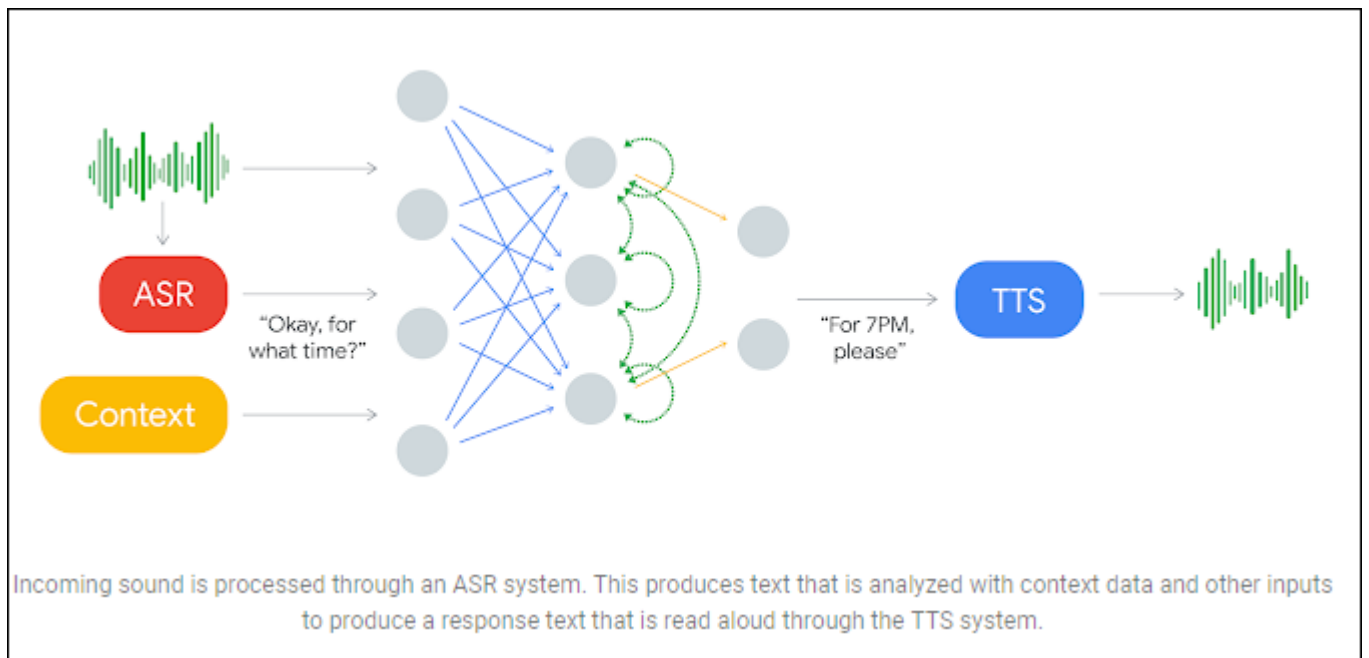 ASR
"Okay, for
what time?"
Context
"For 7PM,
please"
TTS
Incoming sound is processed through an ASR system. This produces text that is analyzed with context data and other inputs
to produce a response text that is read aloud through the TTS system.